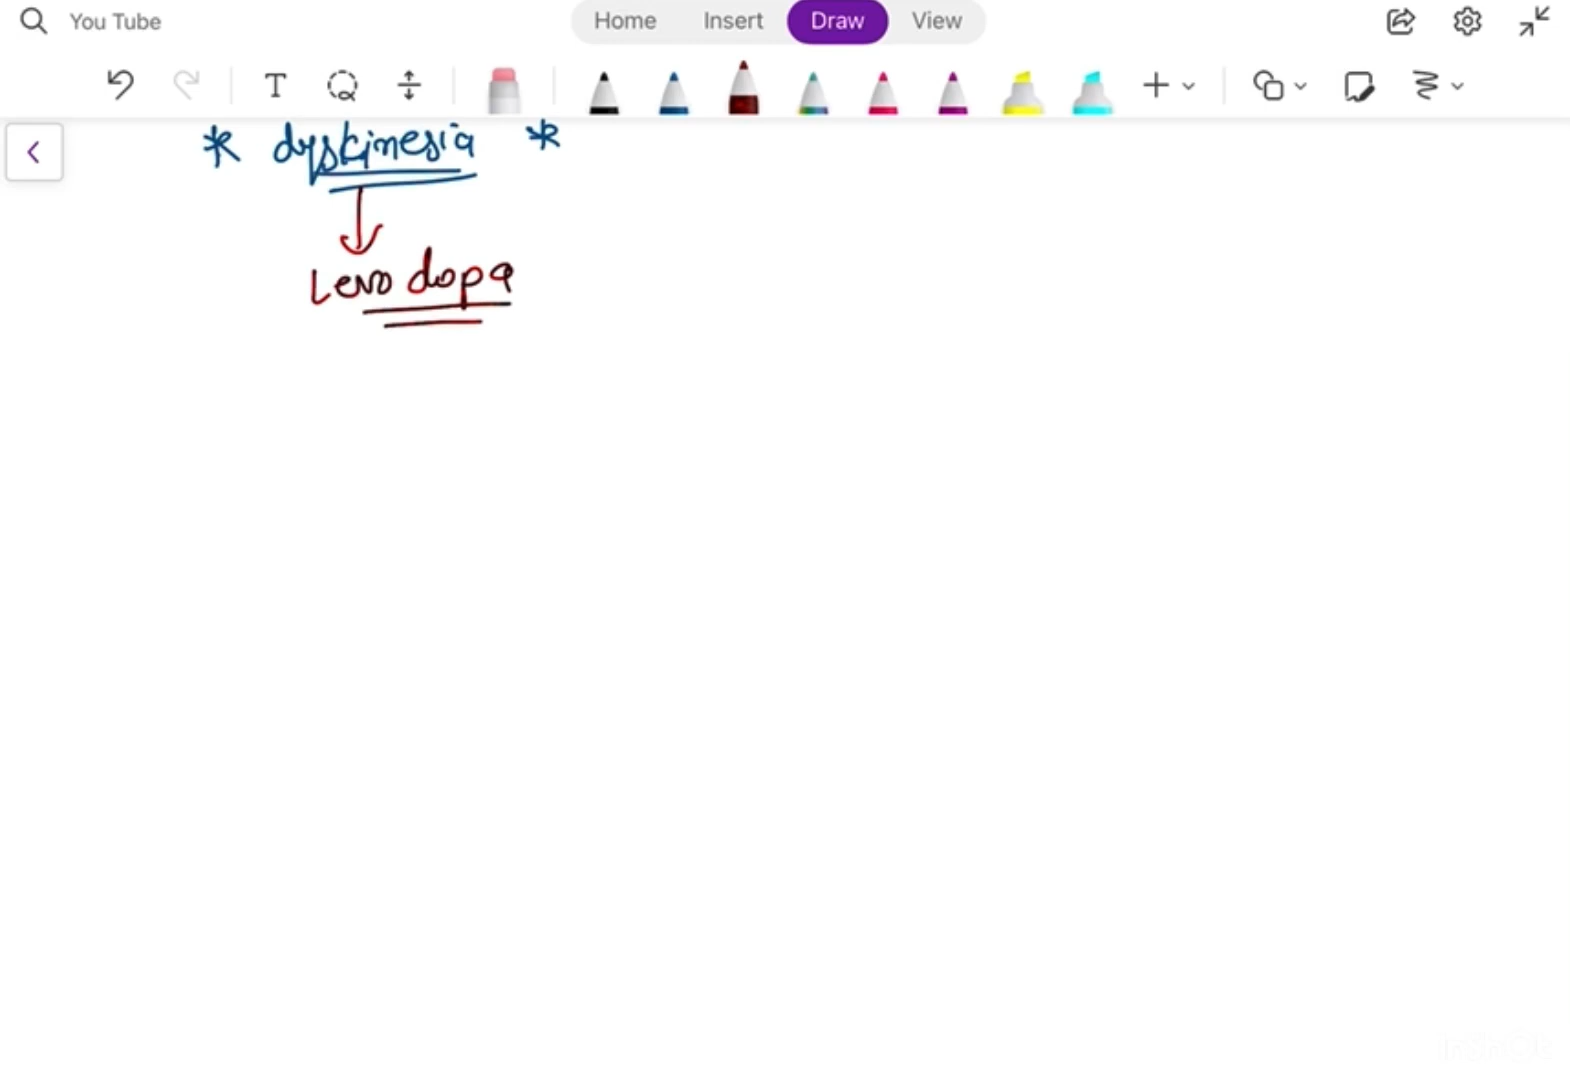 You Tube
Home Insert Draw View
T
* dyskinesia *
↓
Levo dopa